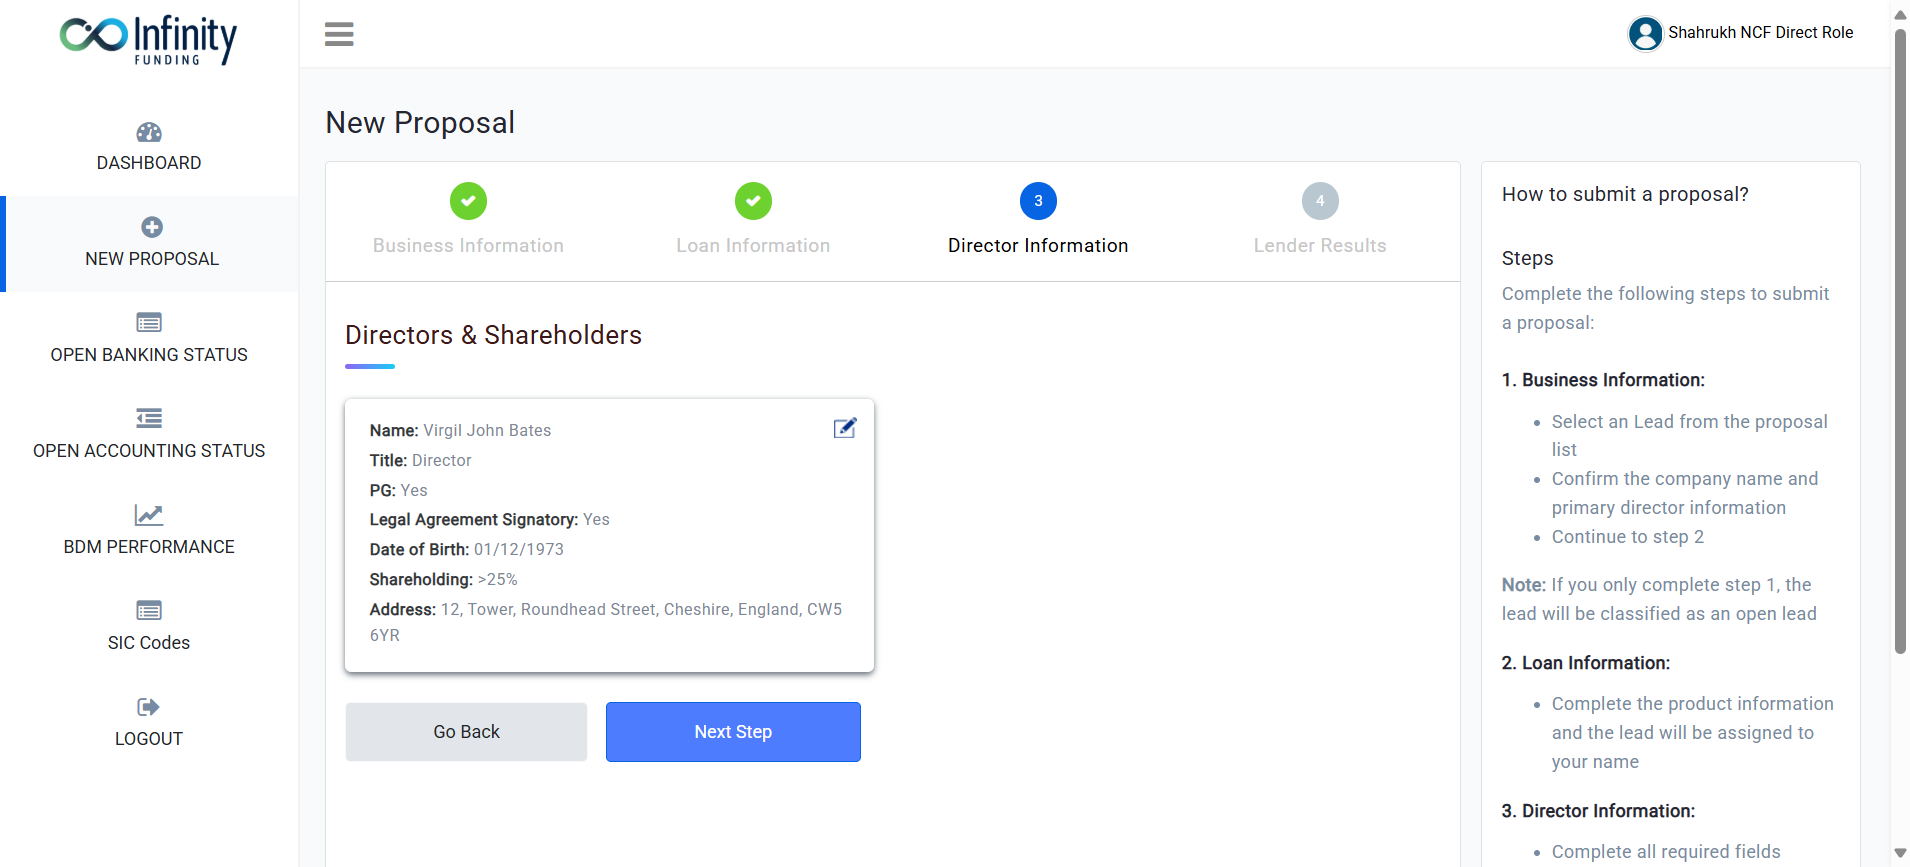 Infinity
FUNDING
Shahrukh NCF Direct Role
DASHBOARD
NEW PROPOSAL
OPEN BANKING STATUS
OPEN ACCOUNTING STATUS
BDM PERFORMANCE
SIC Codes
LOGOUT
New Proposal
3
4
Business Information
Loan Information
Director Information
Lender Results
Directors & Shareholders
Name: Virgil John Bates
Title: Director
PG: Yes
Legal Agreement Signatory: Yes
Date of Birth: 01/12/1973
Shareholding: >25%
Address: 12, Tower, Roundhead Street, Cheshire, England, CW5
6YR
Go Back
Next Step
How to submit a proposal?
Steps
Complete the following steps to submit
a proposal:
1. Business Information:
• Select an Lead from the proposal
list
• Confirm the company name and
primary director information
• Continue to step 2
Note: If you only complete step 1, the
lead will be classified as an open lead
2. Loan Information:
• Complete the product information
and the lead will be assigned to
your name
3. Director Information:
• Complete all required fields